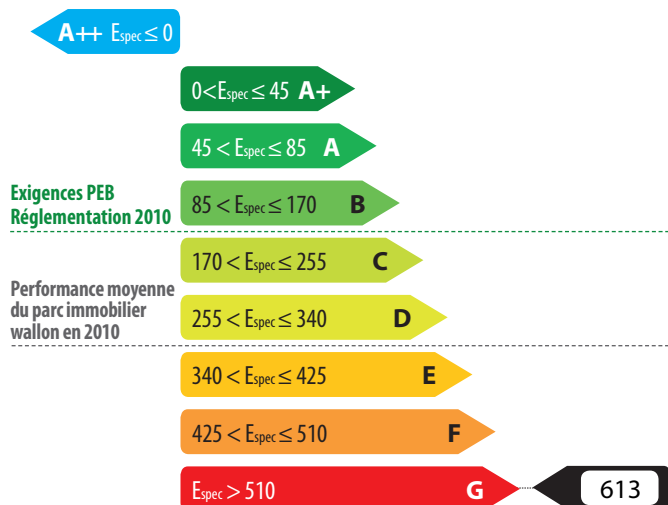 A++ Espec ≤ 0
0<Espec ≤ 45 A+
45 < Espec ≤ 85 A
Exigences PEB
Réglementation 2010
85 < Espec ≤ 170 B
170 < Espec ≤ 255 C
Performance moyenne
du parc immobilier
wallon en 2010
255 < Espec ≤ 340 D
340 < Espec ≤ 425 E
425 < Espec ≤ 510 F
Espec > 510 G
613